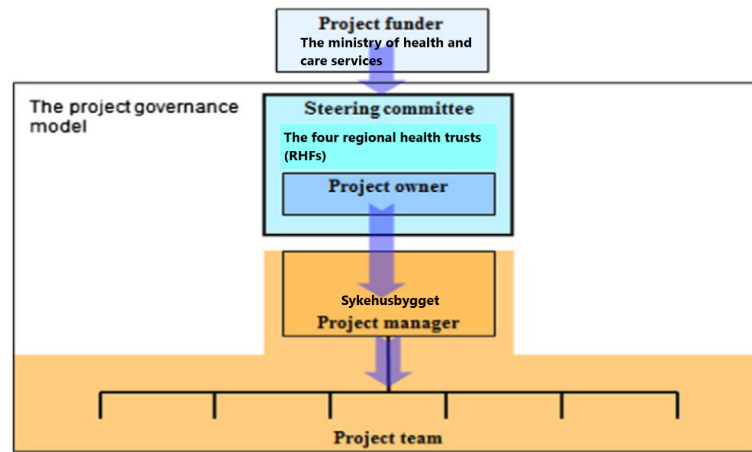 Project funder
The ministry of health and
care services
The project governance
model
Steering committee
The four regional health trusts
(RHFs)
Project owner
Sykehusbygget
Project manager
Project team